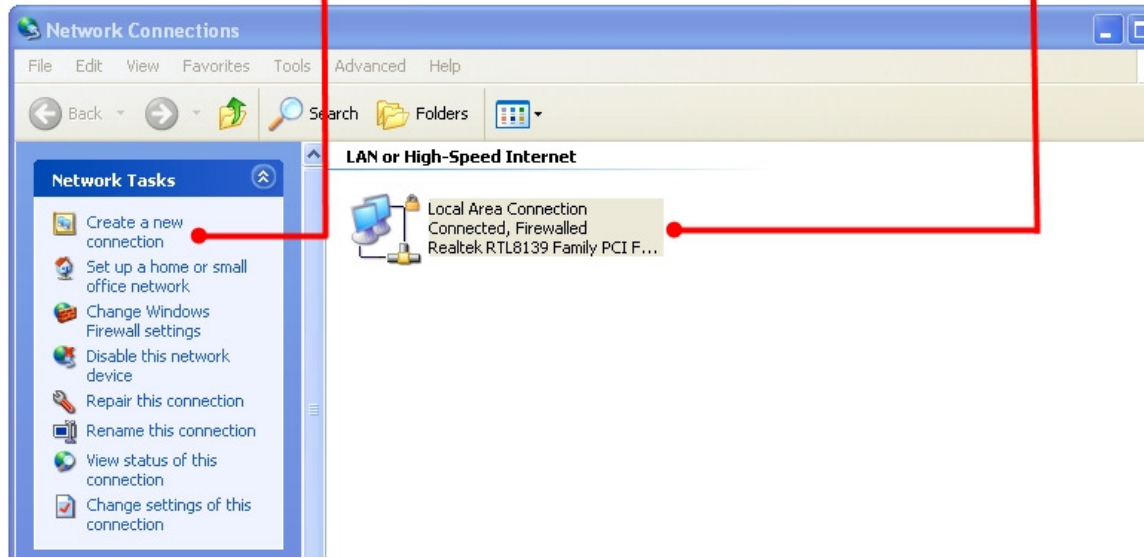 Network Connections
File Edit View Favorites Tools Advanced Help
Back Search Folders
Network Tasks
Create a new
connection
Set up a home or small
office network
Change Windows
Firewall settings
Disable this network
device
Repair this connection
Rename this connection
View status of this
connection
Change settings of this
connection
LAN or High-Speed Internet
Local Area Connection
Connected, Firewalled
Realtek RTL8139 Family PCI F...